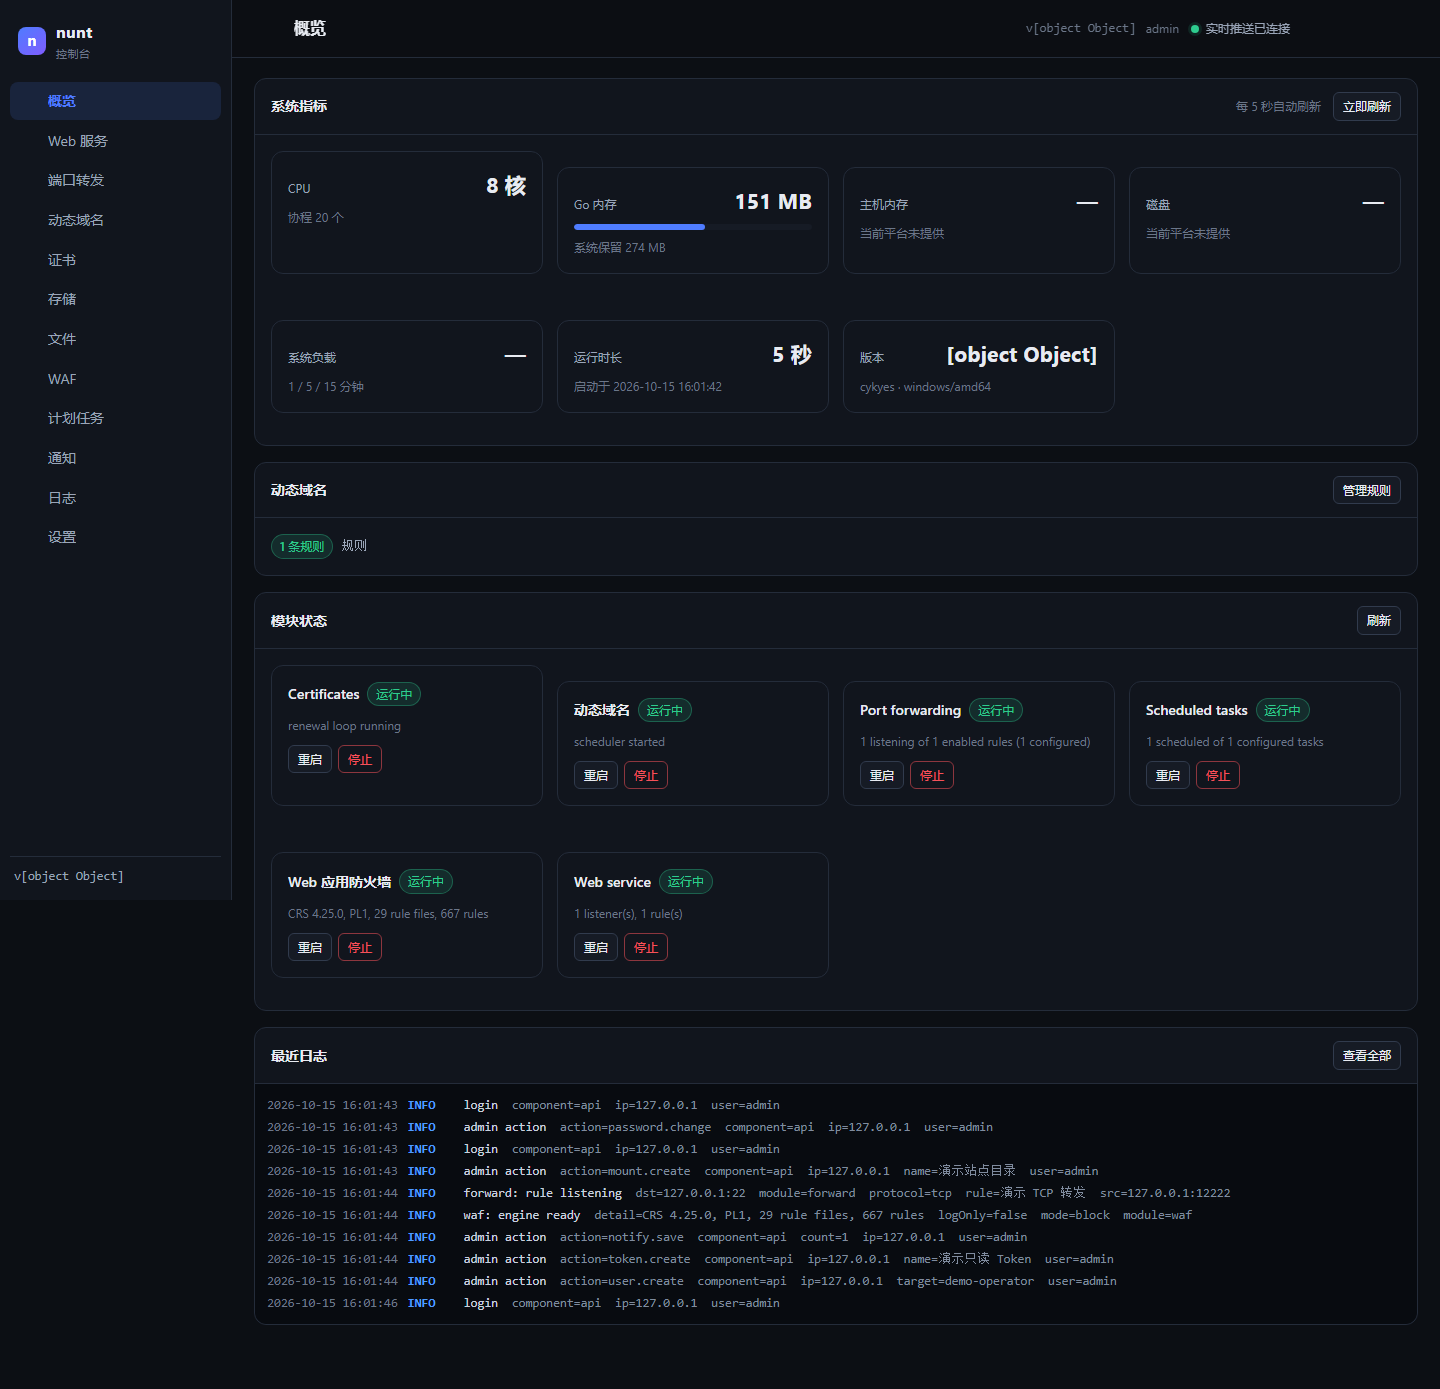 n
nunt
控制台
概览
Web 服务
端口转发
动态域名
证书
存储
文件
WAF
计划任务
通知
日志
设置
v[object Object]
概览
v[object Object] admin 实时推送已连接
系统指标
每 5 秒自动刷新 立即刷新
CPU 8 核
协程 20 个
Go 内存 151 MB
系统保留 274 MB
主机内存 —
当前平台未提供
磁盘 —
当前平台未提供
系统负载 —
1 / 5 / 15 分钟
运行时长 5 秒
启动于 2026-10-15 16:01:42
版本 [object Object]
cykyes · windows/amd64
动态域名 管理规则
1 条规则 规则
模块状态 刷新
Certificates 运行中
renewal loop running
重启 停止
动态域名 运行中
scheduler started
重启 停止
Port forwarding 运行中
1 listening of 1 enabled rules (1 configured)
重启 停止
Scheduled tasks 运行中
1 scheduled of 1 configured tasks
重启 停止
Web 应用防火墙 运行中
CRS 4.25.0, PL1, 29 rule files, 667 rules
重启 停止
Web service 运行中
1 listener(s), 1 rule(s)
重启 停止
最近日志 查看全部
2026-10-15 16:01:43 INFO login component=api ip=127.0.0.1 user=admin
2026-10-15 16:01:43 INFO admin action action=password.change component=api ip=127.0.0.1 user=admin
2026-10-15 16:01:43 INFO login component=api ip=127.0.0.1 user=admin
2026-10-15 16:01:43 INFO admin action action=mount.create component=api ip=127.0.0.1 name=演示站点目录 user=admin
2026-10-15 16:01:44 INFO forward: rule listening dst=127.0.0.1:22 module=forward protocol=tcp rule=演示 TCP 转发 src=127.0.0.1:12222
2026-10-15 16:01:44 INFO waf: engine ready detail=CRS 4.25.0, PL1, 29 rule files, 667 rules logOnly=false mode=block module=waf
2026-10-15 16:01:44 INFO admin action action=notify.save component=api count=1 ip=127.0.0.1 user=admin
2026-10-15 16:01:44 INFO admin action action=token.create component=api ip=127.0.0.1 name=演示只读 Token user=admin
2026-10-15 16:01:44 INFO admin action action=user.create component=api ip=127.0.0.1 target=demo-operator user=admin
2026-10-15 16:01:46 INFO login component=api ip=127.0.0.1 user=admin